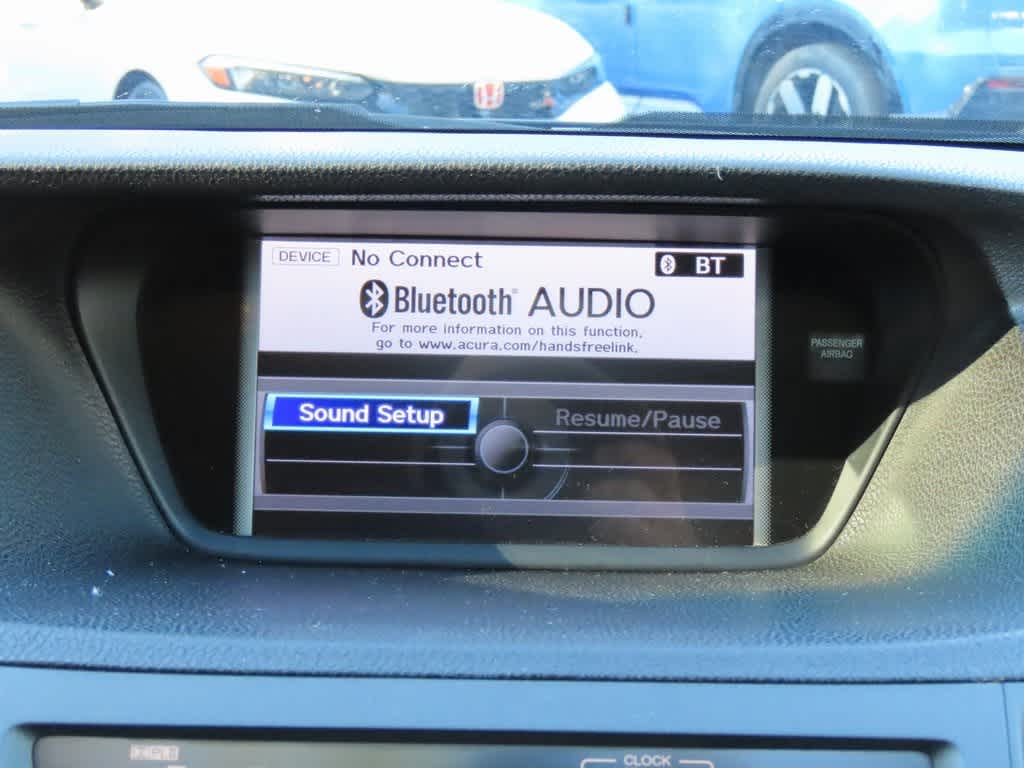 DEVICE No Connect
BT
Bluetooth® AUDIO
For more information on this function,
go to www.acura.com/handsfreelink.
PASSENGER
AIRBAG
Sound Setup
Resume/Pause
CLOCK